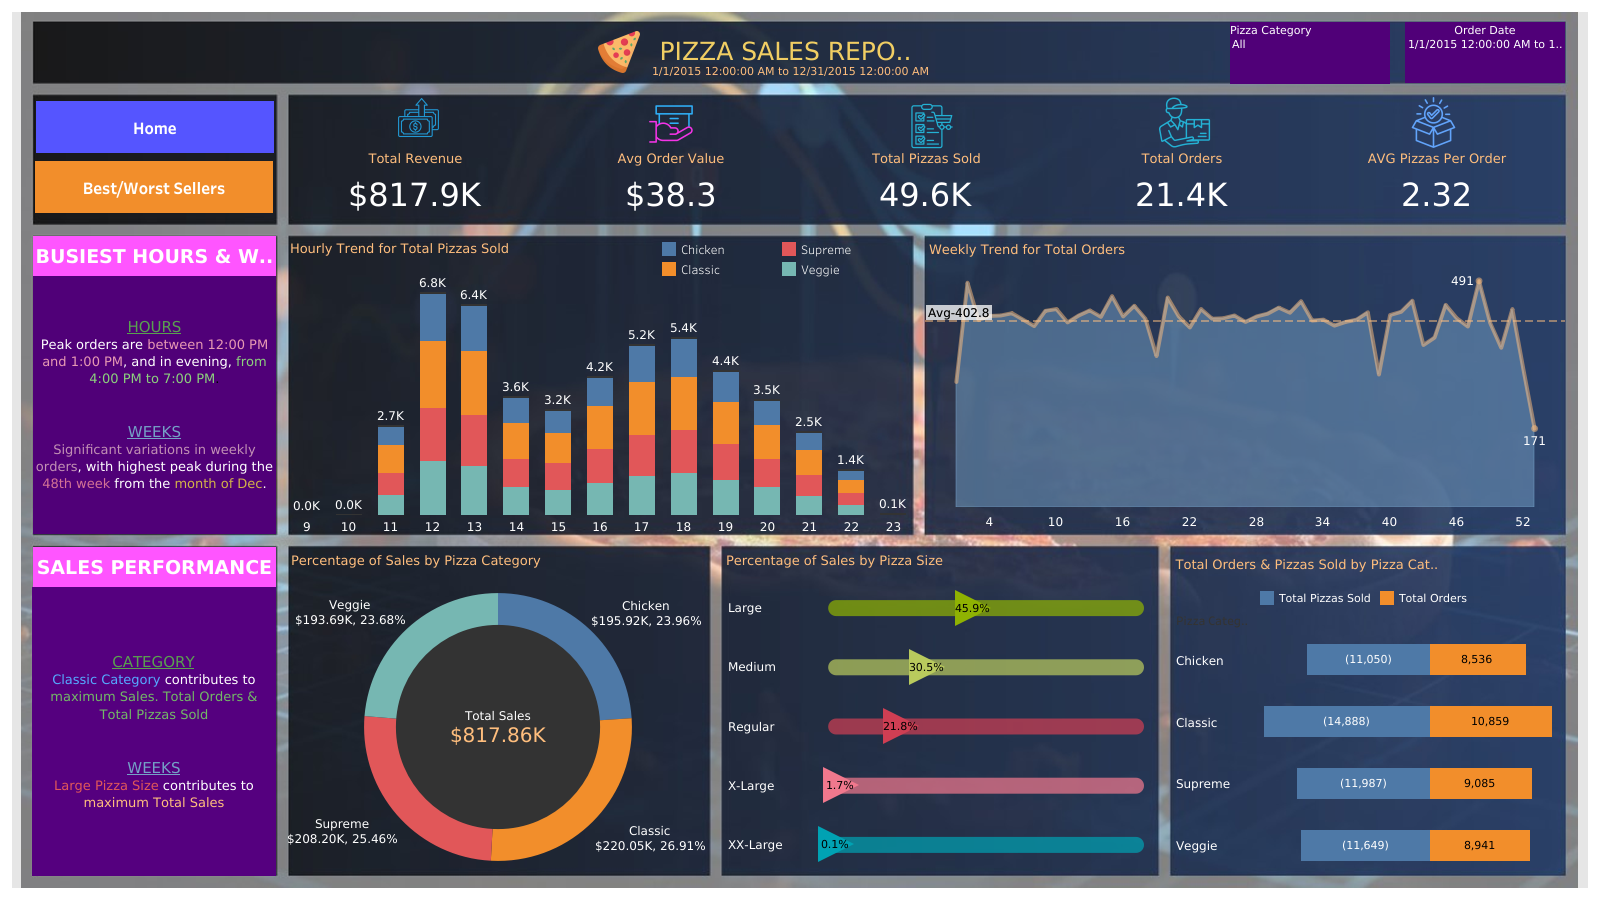 PIZZA SALES REPO..
1/1/2015 12:00:00 AM to 12/31/2015 12:00:00 AM
Pizza Category
All
Order Date
1/1/2015 12:00:00 AM to 1..
Home
Best/Worst Sellers
Total Revenue
$817.9K
Avg Order Value
$38.3
Total Pizzas Sold
49.6K
Total Orders
21.4K
AVG Pizzas Per Order
2.32
BUSIEST HOURS & W..
HOURS
Peak orders are between 12:00 PM
and 1:00 PM, and in evening, from
4:00 PM to 7:00 PM
WEEKS
Significant variations in weekly
orders, with highest peak during the
48th week from the month of Dec.
Hourly Trend for Total Pizzas Sold
Chicken
Supreme
Classic
Veggie
0.0K
0.0K
2.7K
6.8K
6.4K
3.6K
3.2K
4.2K
5.2K
5.4K
4.4K
3.5K
2.5K
1.4K
0.1K
9 10 11 12 13 14 15 16 17 18 19 20 21 22 23
Weekly Trend for Total Orders
Avg-402.8
491
171
4 10 16 22 28 34 40 46 52
SALES PERFORMANCE
CATEGORY
Classic Category contributes to
maximum Sales. Total Orders &
Total Pizzas Sold
WEEKS
Large Pizza Size contributes to
maximum Total Sales
Percentage of Sales by Pizza Category
Veggie
$193.69K, 23.68%
Chicken
$195.92K, 23.96%
Total Sales
$817.86K
Supreme
$208.20K, 25.46%
Classic
$220.05K, 26.91%
Percentage of Sales by Pizza Size
Large 45.9%
Medium 30.5%
Regular 21.8%
X-Large 1.7%
XX-Large 0.1%
Total Orders & Pizzas Sold by Pizza Cat..
Total Pizzas Sold
Total Orders
Chicken (11,050) 8,536
Classic (14,888) 10,859
Supreme (11,987) 9,085
Veggie (11,649) 8,941